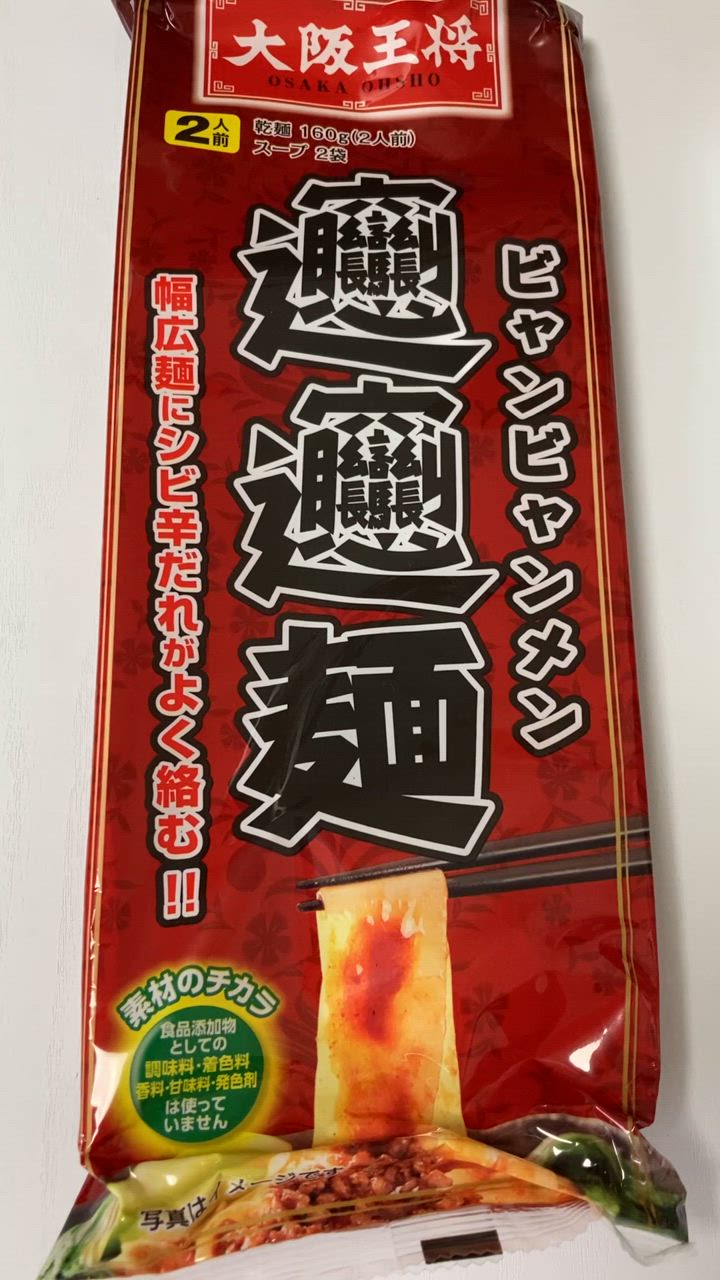 大阪王将
OSAKA OHSHO
2人前
乾麺 160g(2人前)
スープ 2袋
ビャンビャンメン
𰻞𰻞麺
幅広麺にシビ辛だれがよく絡む!!
素材のチカラ
食品添加物
としての
調味料・着色料
香料・甘味料・発色剤
は使って
いません
写真はイメージです